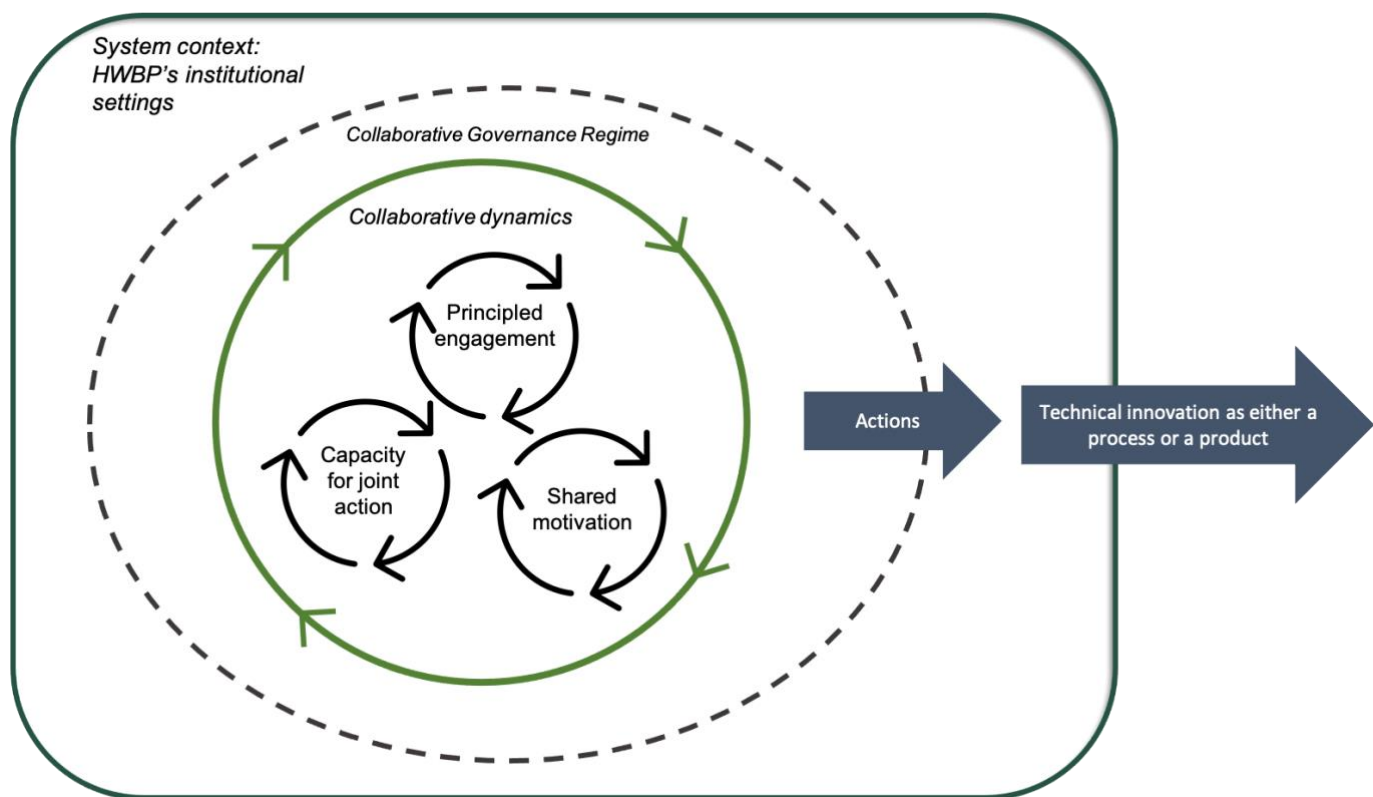 System context:
HWBP's institutional
settings
Collaborative Governance Regime
Collaborative dynamics
Principled
engagement
Capacity
for joint
action
Shared
motivation
Actions
Technical innovation as either a
process or a product